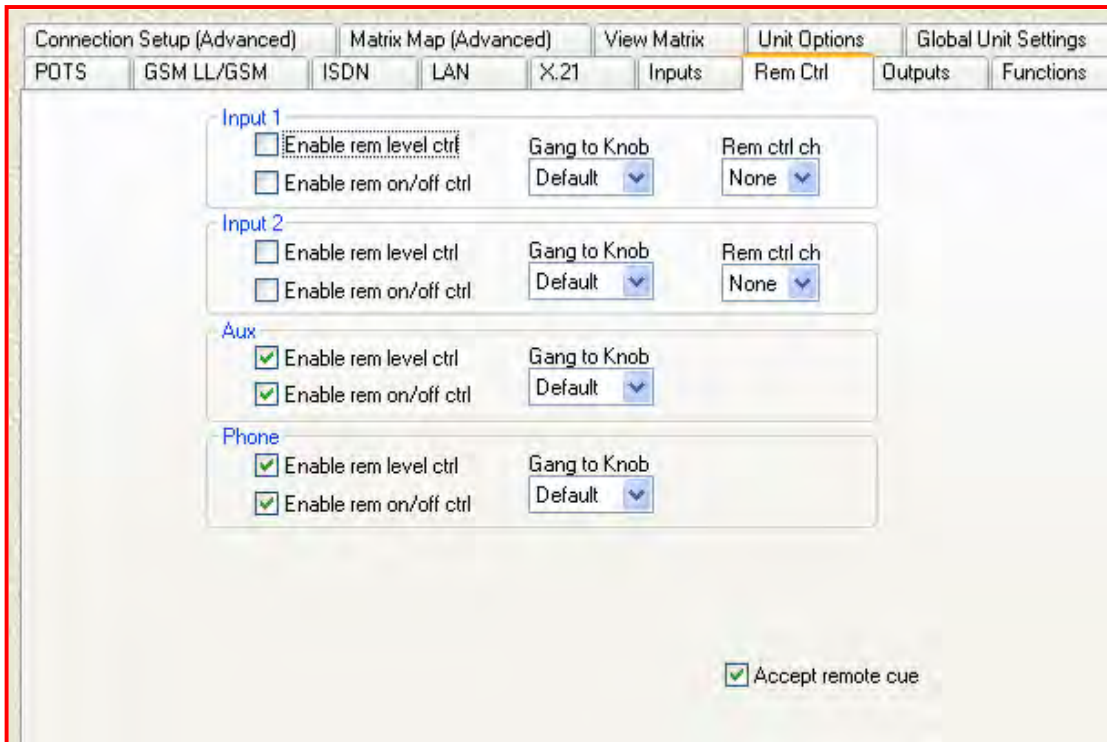 Connection Setup (Advanced) Matrix Map (Advanced) View Matrix Unit Options Global Unit Settings
POTS GSM LL/GSM ISDN LAN X.21 Inputs Rem Ctrl Outputs Functions
Input 1
Enable rem level ctrl Gang to Knob Rem ctrl ch
Enable rem on/off ctrl Default None
Input 2
Enable rem level ctrl Gang to Knob Rem ctrl ch
Enable rem on/off ctrl Default None
Aux
Enable rem level ctrl Gang to Knob
Enable rem on/off ctrl Default
Phone
Enable rem level ctrl Gang to Knob
Enable rem on/off ctrl Default
Accept remote cue